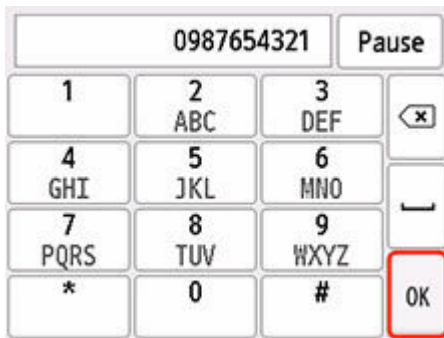 0987654321 Pause
1 2 3
ABC DEF
4 5 6
GHI JKL MNO
7 8 9
PQRS TUV WXYZ
* 0 # OK